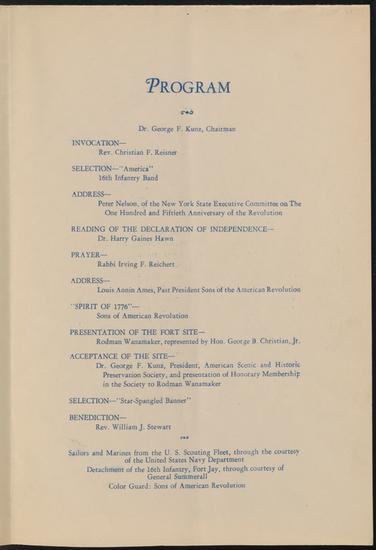 PROGRAM
Dr. George F. Kunz, Chairman
INVOCATION—
Rev. Christian F. Reisner
SELECTION—"America"
16th Infantry Band
ADDRESS—
Peter Nelson, of the New York State Executive Committee on The
One Hundred and Fiftieth Anniversary of the Revolution
READING OF THE DECLARATION OF INDEPENDENCE—
Dr. Harry Gaines Hawn
PRAYER—
Rabbi Irving F. Reichert
ADDRESS—
Louis Annin Ames, Past President Sons of the American Revolution
"SPIRIT OF 1776"—
Sons of American Revolution
PRESENTATION OF THE FORT SITE—
Rodman Wanamaker, represented by Hon. George B. Christian, Jr.
ACCEPTANCE OF THE SITE—
Dr. George F. Kunz, President, American Scenic and Historic
Preservation Society, and presentation of Honorary Membership
in the Society to Rodman Wanamaker
SELECTION—"Star-Spangled Banner"
BENEDICTION—
Rev. William J. Stewart
Sailors and Marines from the U. S. Scouting Fleet, through the courtesy
of the United States Navy Department
Detachment of the 16th Infantry, Fort Jay, through courtesy of
General Summerall
Color Guard: Sons of American Revolution